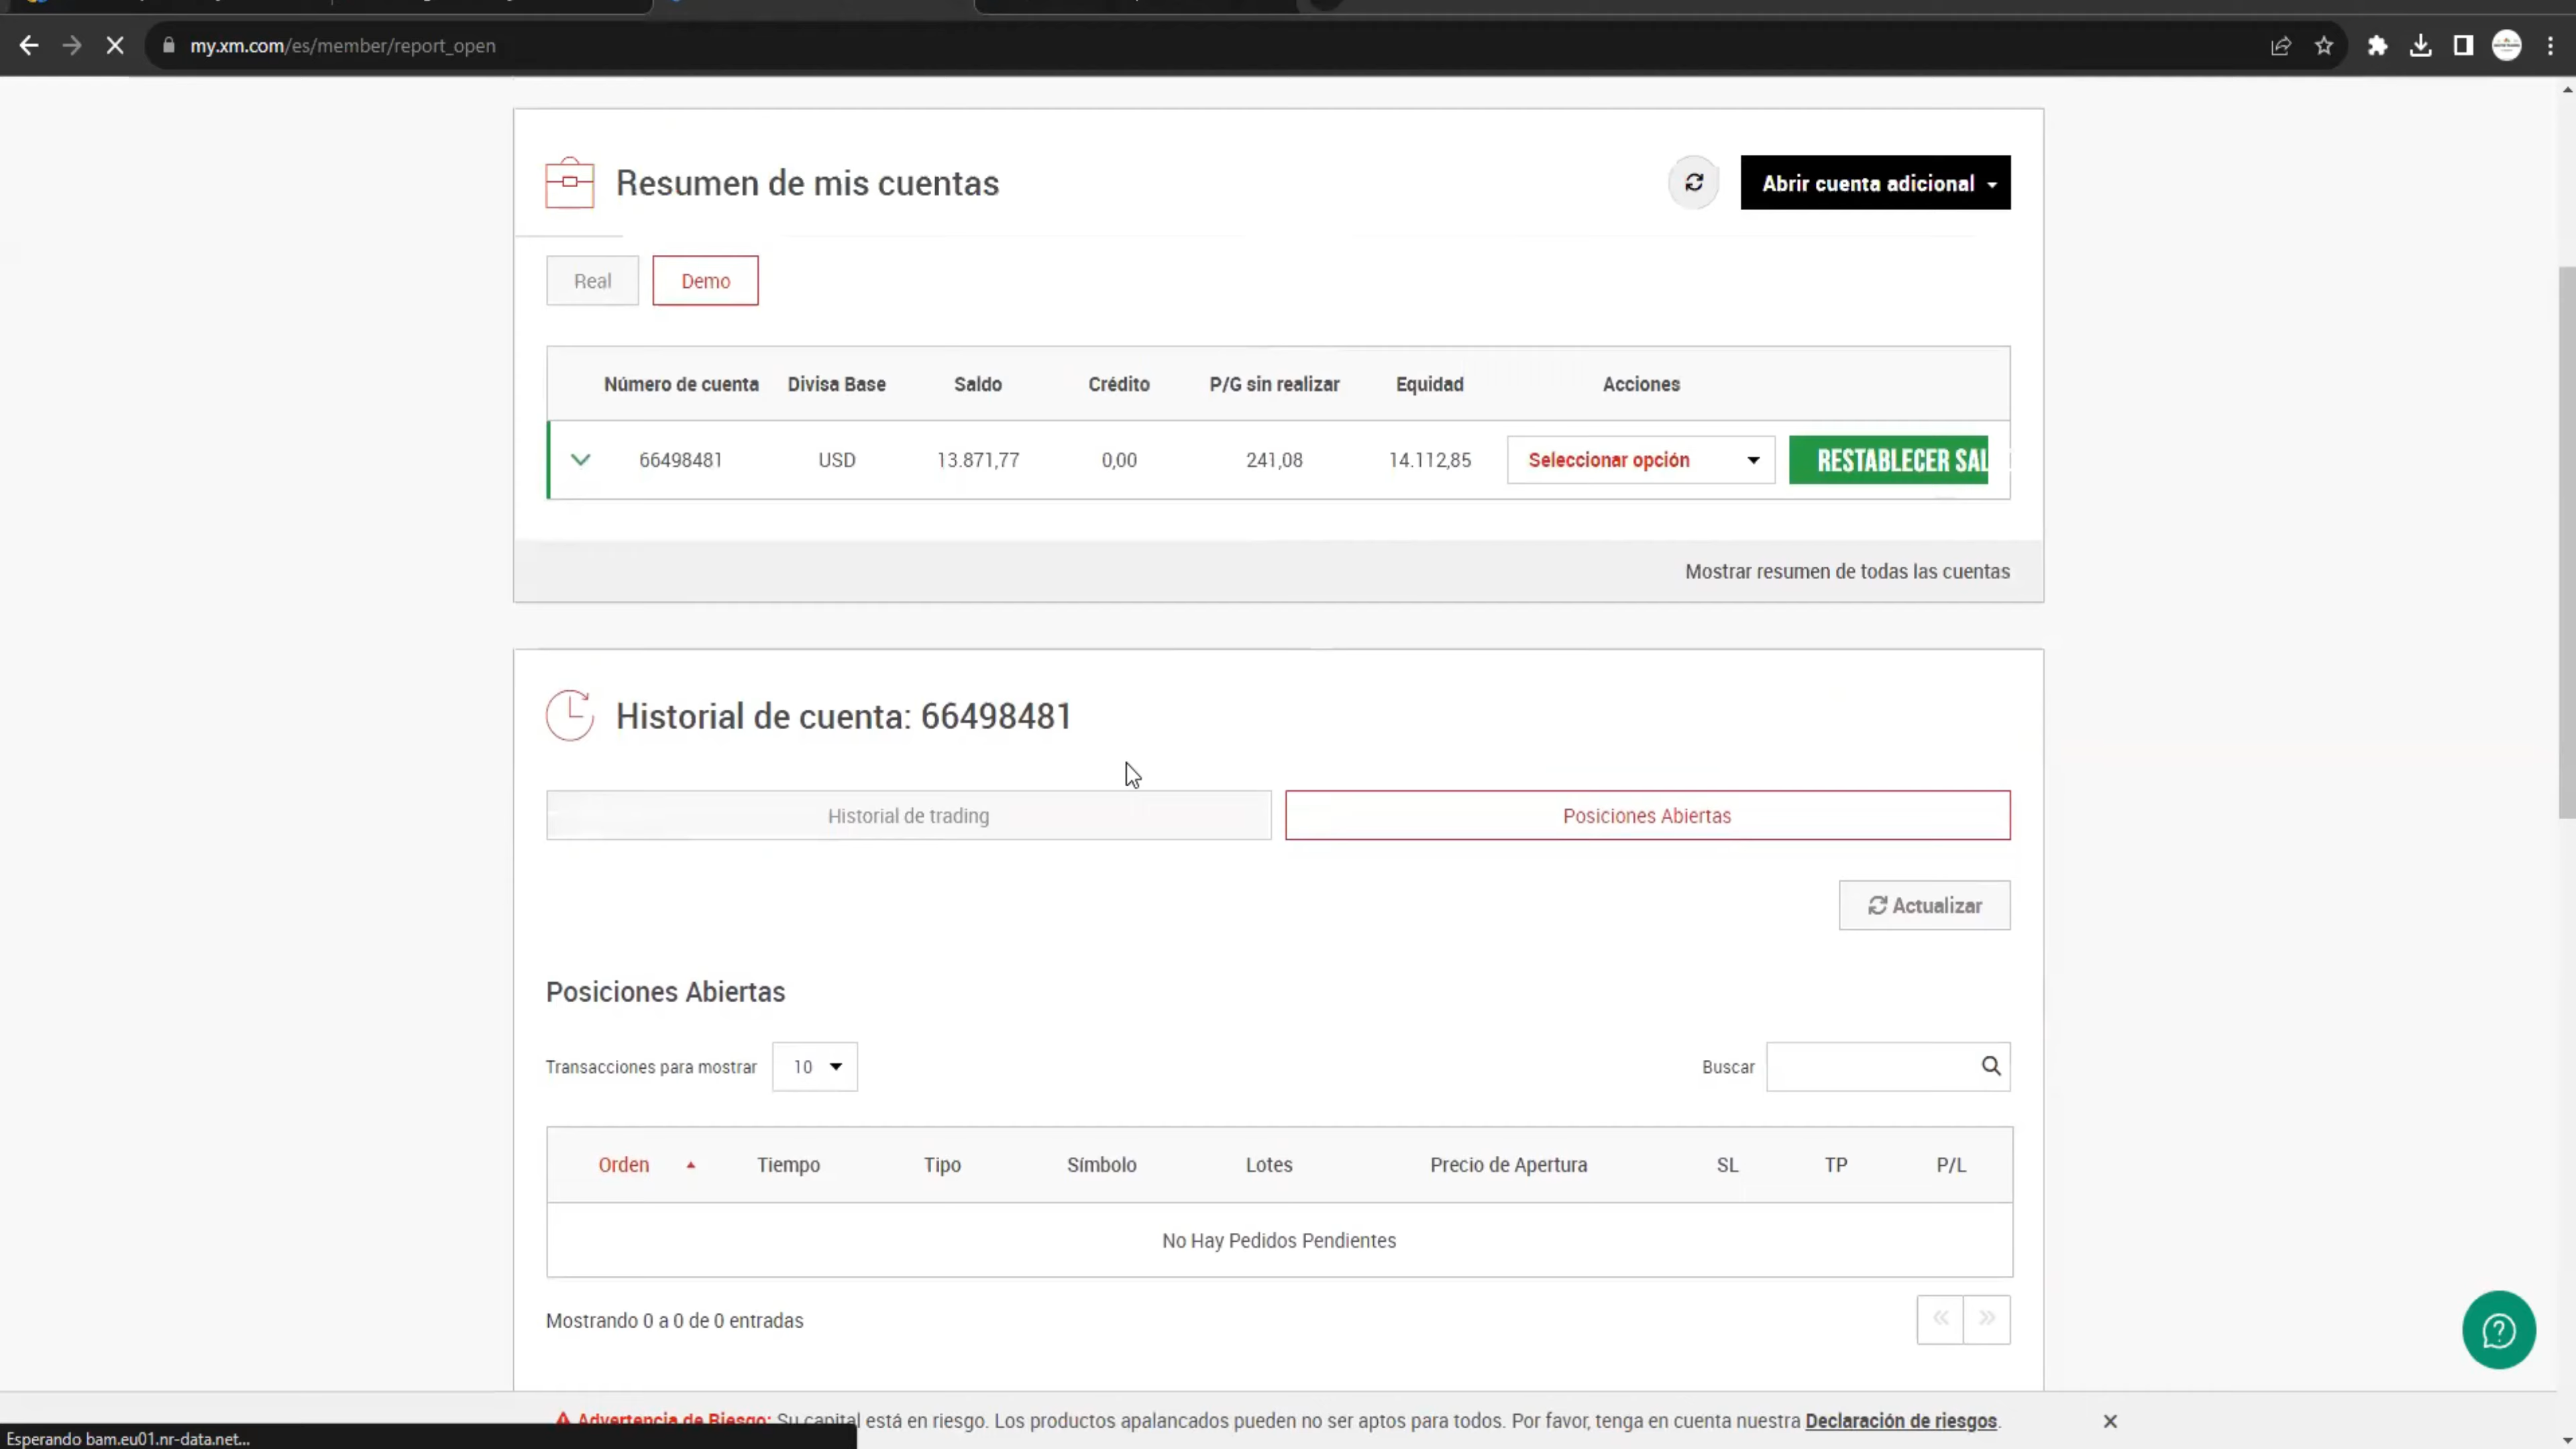 my.xm.com/es/member/report_open
Resumen de mis cuentas
Abrir cuenta adicional
Real
Demo
Número de cuenta Divisa Base Saldo Crédito P/G sin realizar Equidad Acciones
66498481 USD 13.871,77 0,00 241,08 14.112,85 Seleccionar opción RESTABLECER SAL
Mostrar resumen de todas las cuentas
Historial de cuenta: 66498481
Historial de trading
Posiciones Abiertas
Actualizar
Posiciones Abiertas
Transacciones para mostrar 10
Buscar
Orden Tiempo Tipo Símbolo Lotes Precio de Apertura SL TP P/L
No Hay Pedidos Pendientes
Mostrando 0 a 0 de 0 entradas
Advertencia de Riesgo: Su capital está en riesgo. Los productos apalancados pueden no ser aptos para todos. Por favor, tenga en cuenta nuestra Declaración de riesgos.
Esperando bam.eu01.nr-data.net...